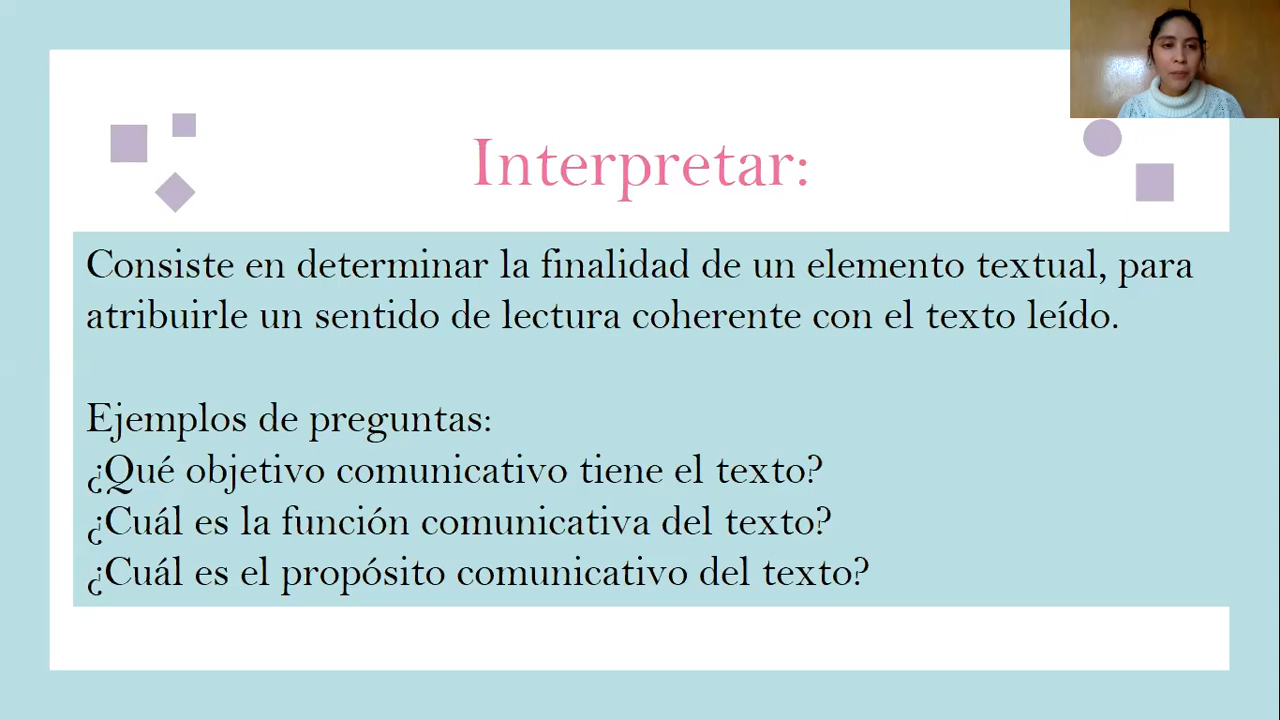 Interpretar:
Consiste en determinar la finalidad de un elemento textual, para
atribuirle un sentido de lectura coherente con el texto leído.
Ejemplos de preguntas:
¿Qué objetivo comunicativo tiene el texto?
¿Cuál es la función comunicativa del texto?
¿Cuál es el propósito comunicativo del texto?